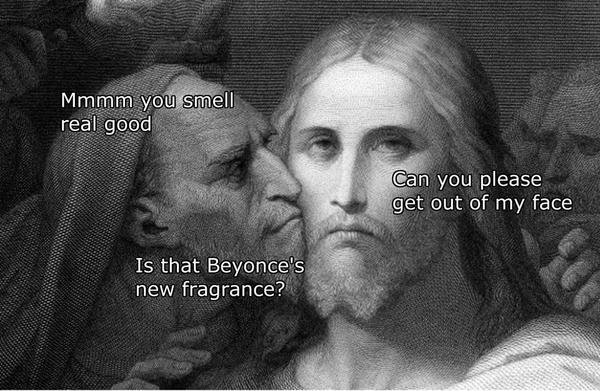 Mmmm you smell
real good
Can you please
get out of my face
Is that Beyonce's
new fragrance?